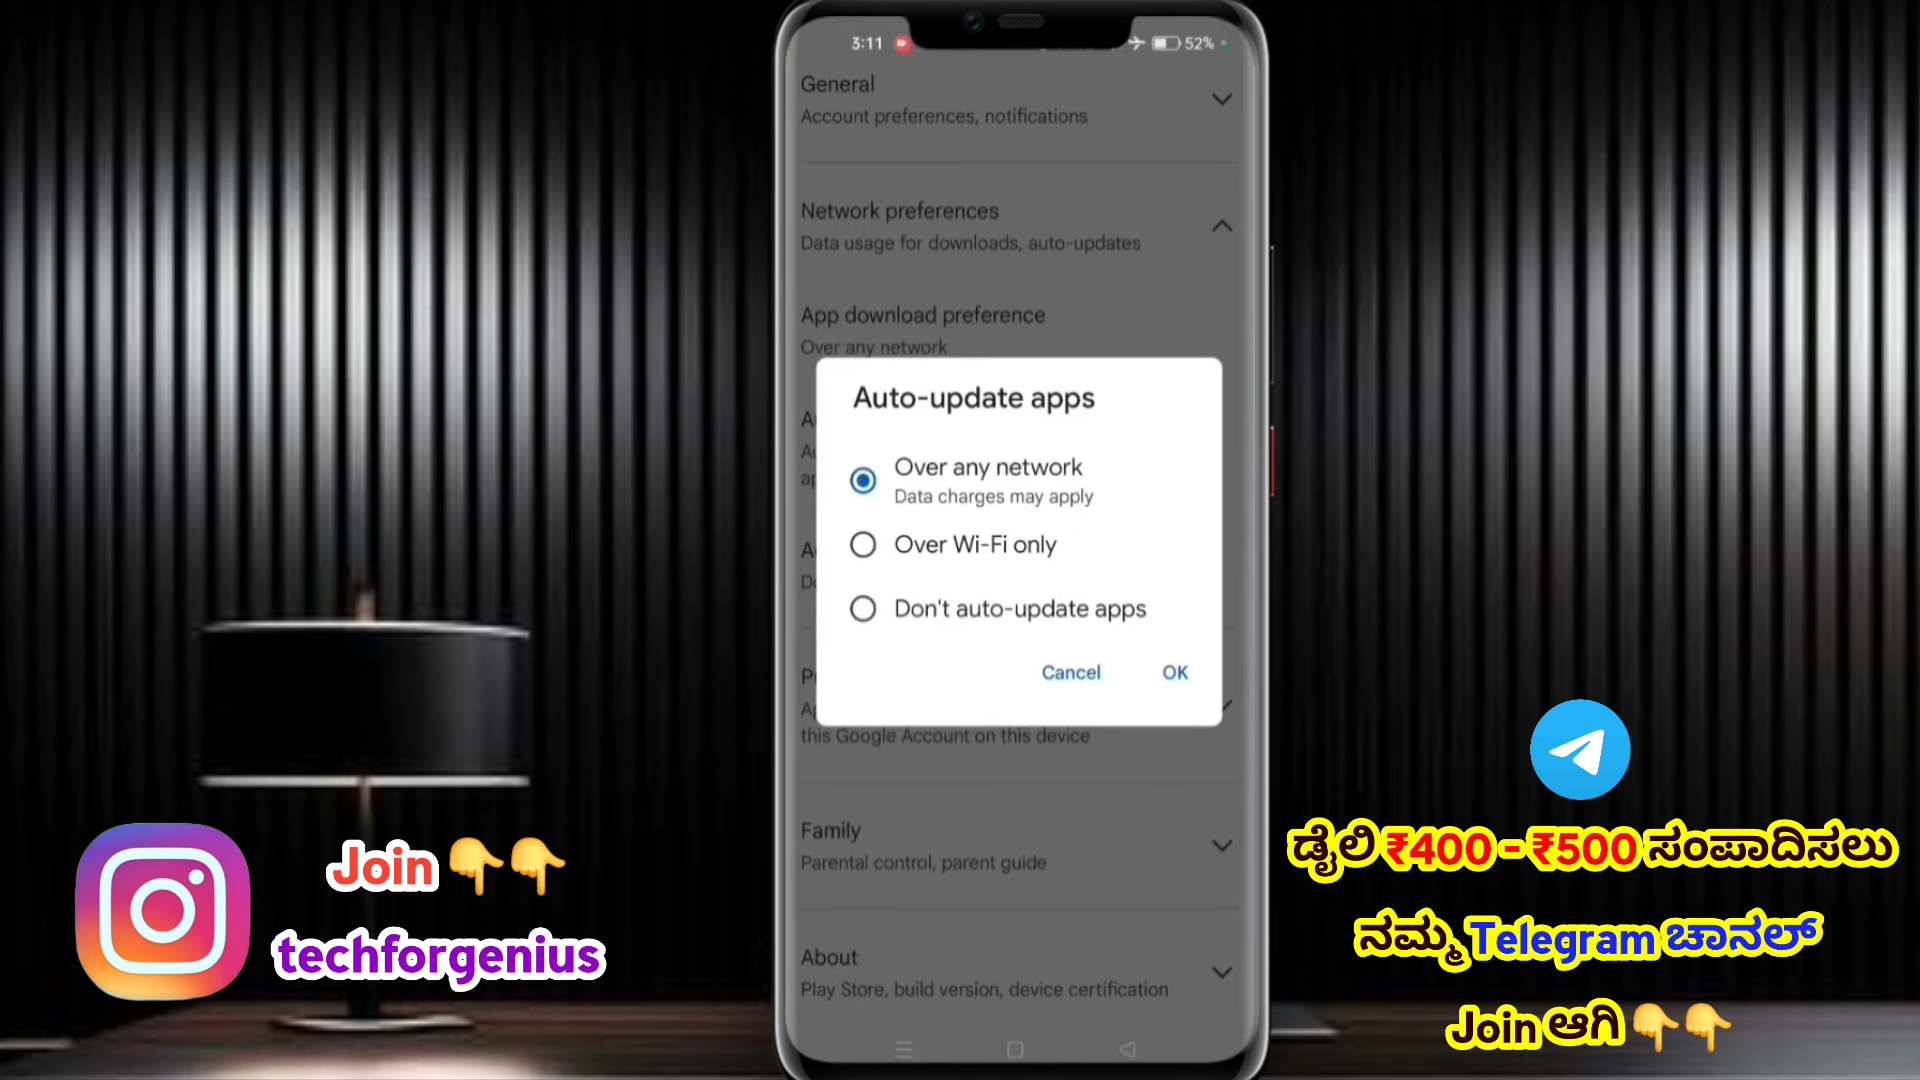 3:11
52%
General
Account preferences, notifications
Network preferences
Data usage for downloads, auto-updates
App download preference
Over any network
Auto-update apps
Over any network
Data charges may apply
Over Wi-Fi only
Don't auto-update apps
Cancel OK
this Google Account on this device
Family
Parental control, parent guide
About
Play Store, build version, device certification
Join 👇👇
techforgenius
ಡೈಲಿ ₹400 - ₹500 ಸಂಪಾದಿಸಲು
ನಮ್ಮ Telegram ಚಾನಲ್
Join ಆಗಿ 👇👇